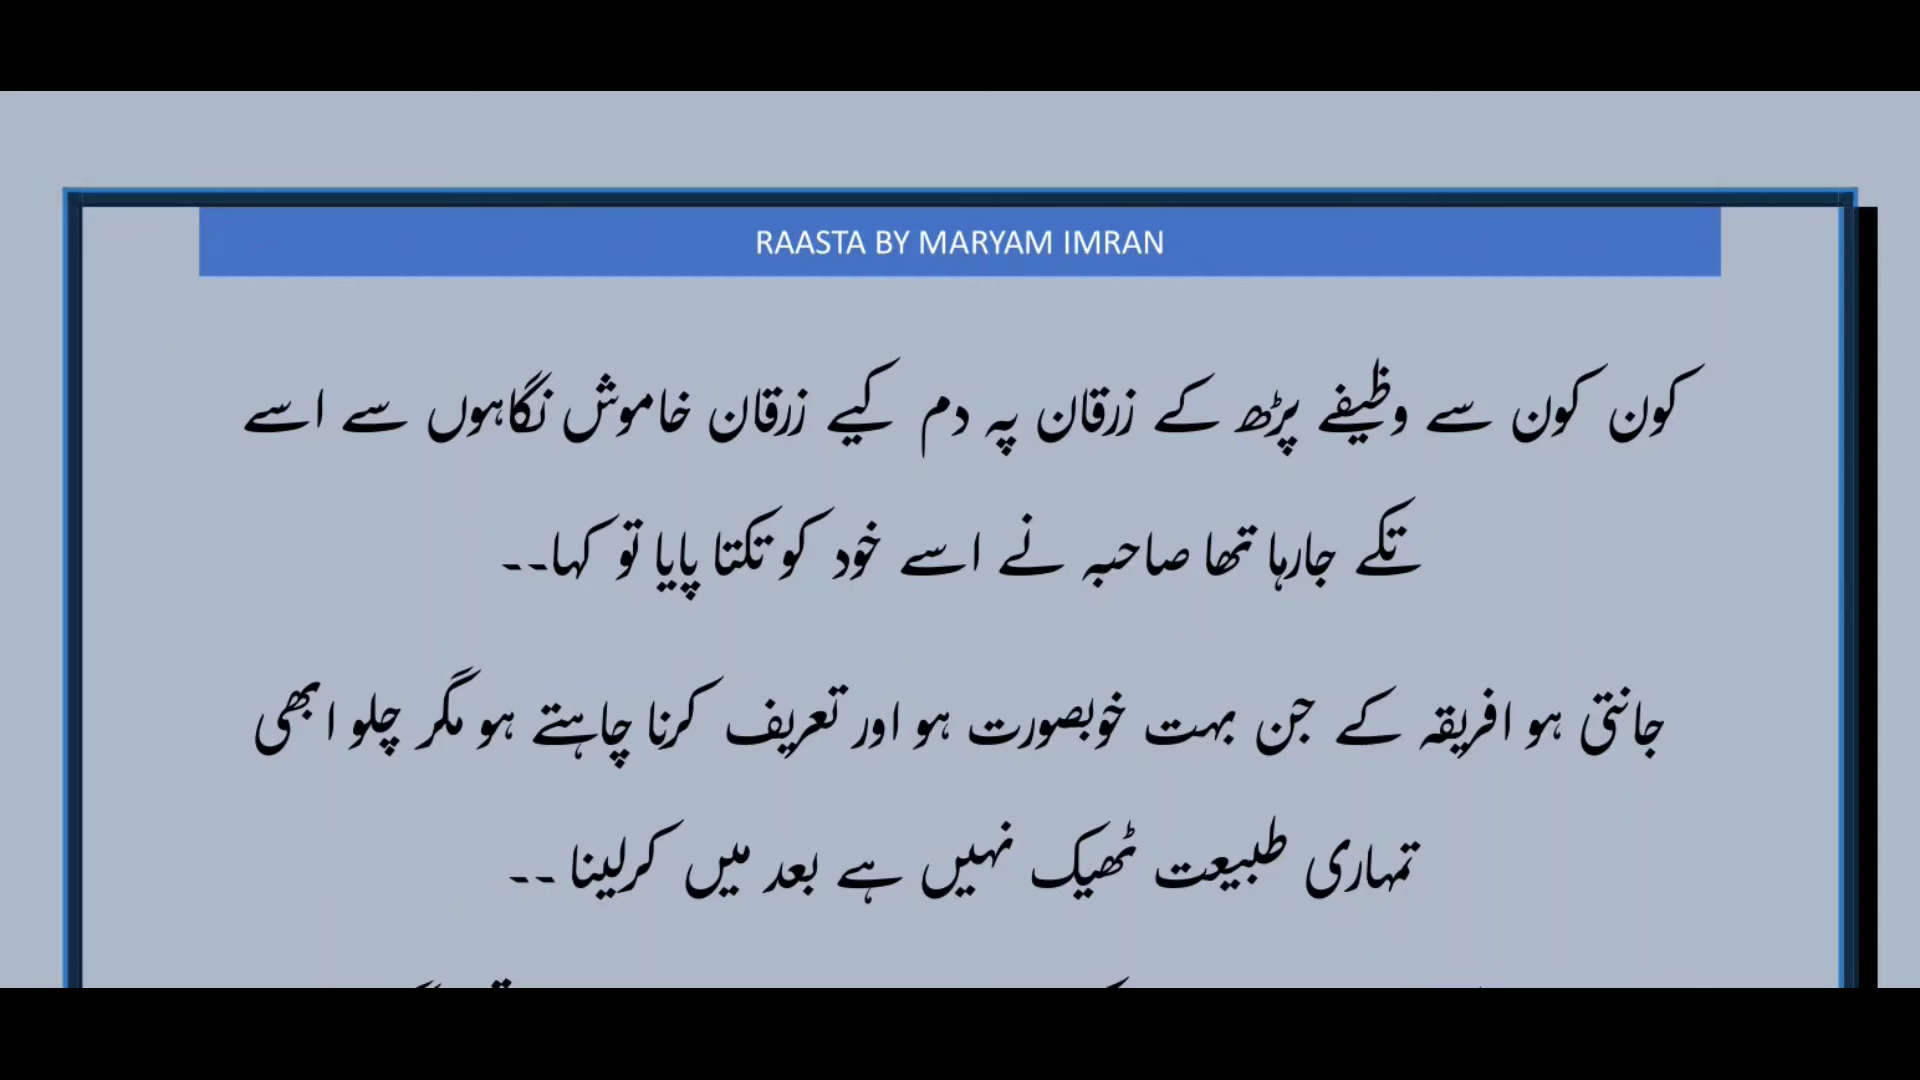 RAASTA BY MARYAM IMRAN
کون کون سے وظیفے پڑھ کے زرقان پہ دم کیے زرقان خاموش نگاہوں سے اسے
تکے جارہا تھا صاحبہ نے اسے خود کو تکتا پایا تو کہا۔۔
جانتی ہو افریقہ کے جن بہت خوبصورت ہو اور تعریف کرنا چاہتے ہو مگر چلو ابھی
تمہاری طبیعت ٹھیک نہیں ہے بعد میں کرلینا ۔۔